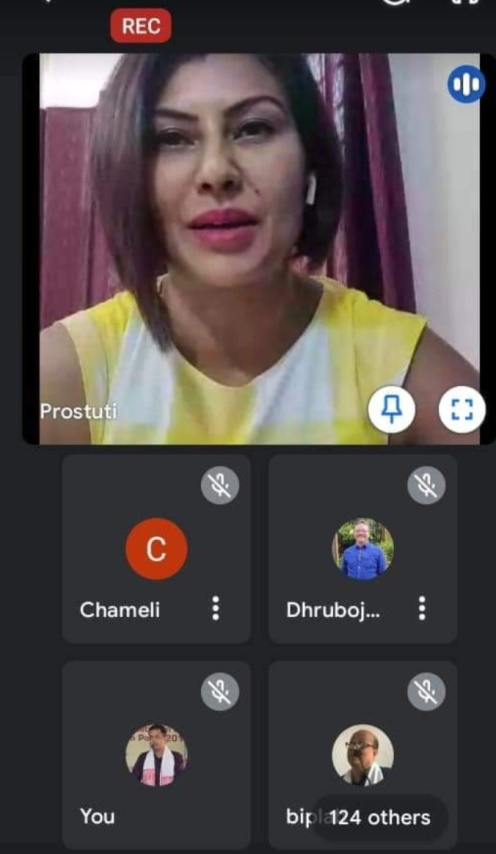 REC
Prostuti
C
Chameli
Dhruboj...
You
124 others